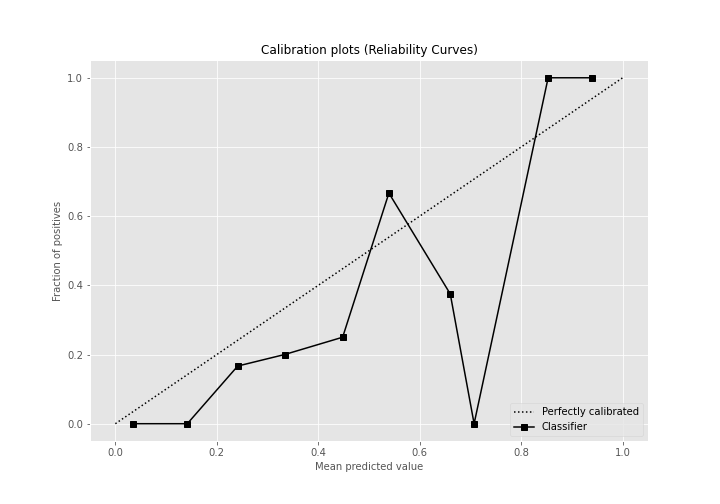 Calibration plots (Reliability Curves)
1.0
0.8
0.6
0.4
0.2
0.0
Fraction of positives
0.0 0.2 0.4 0.6 0.8 1.0
Mean predicted value
Perfectly calibrated
Classifier